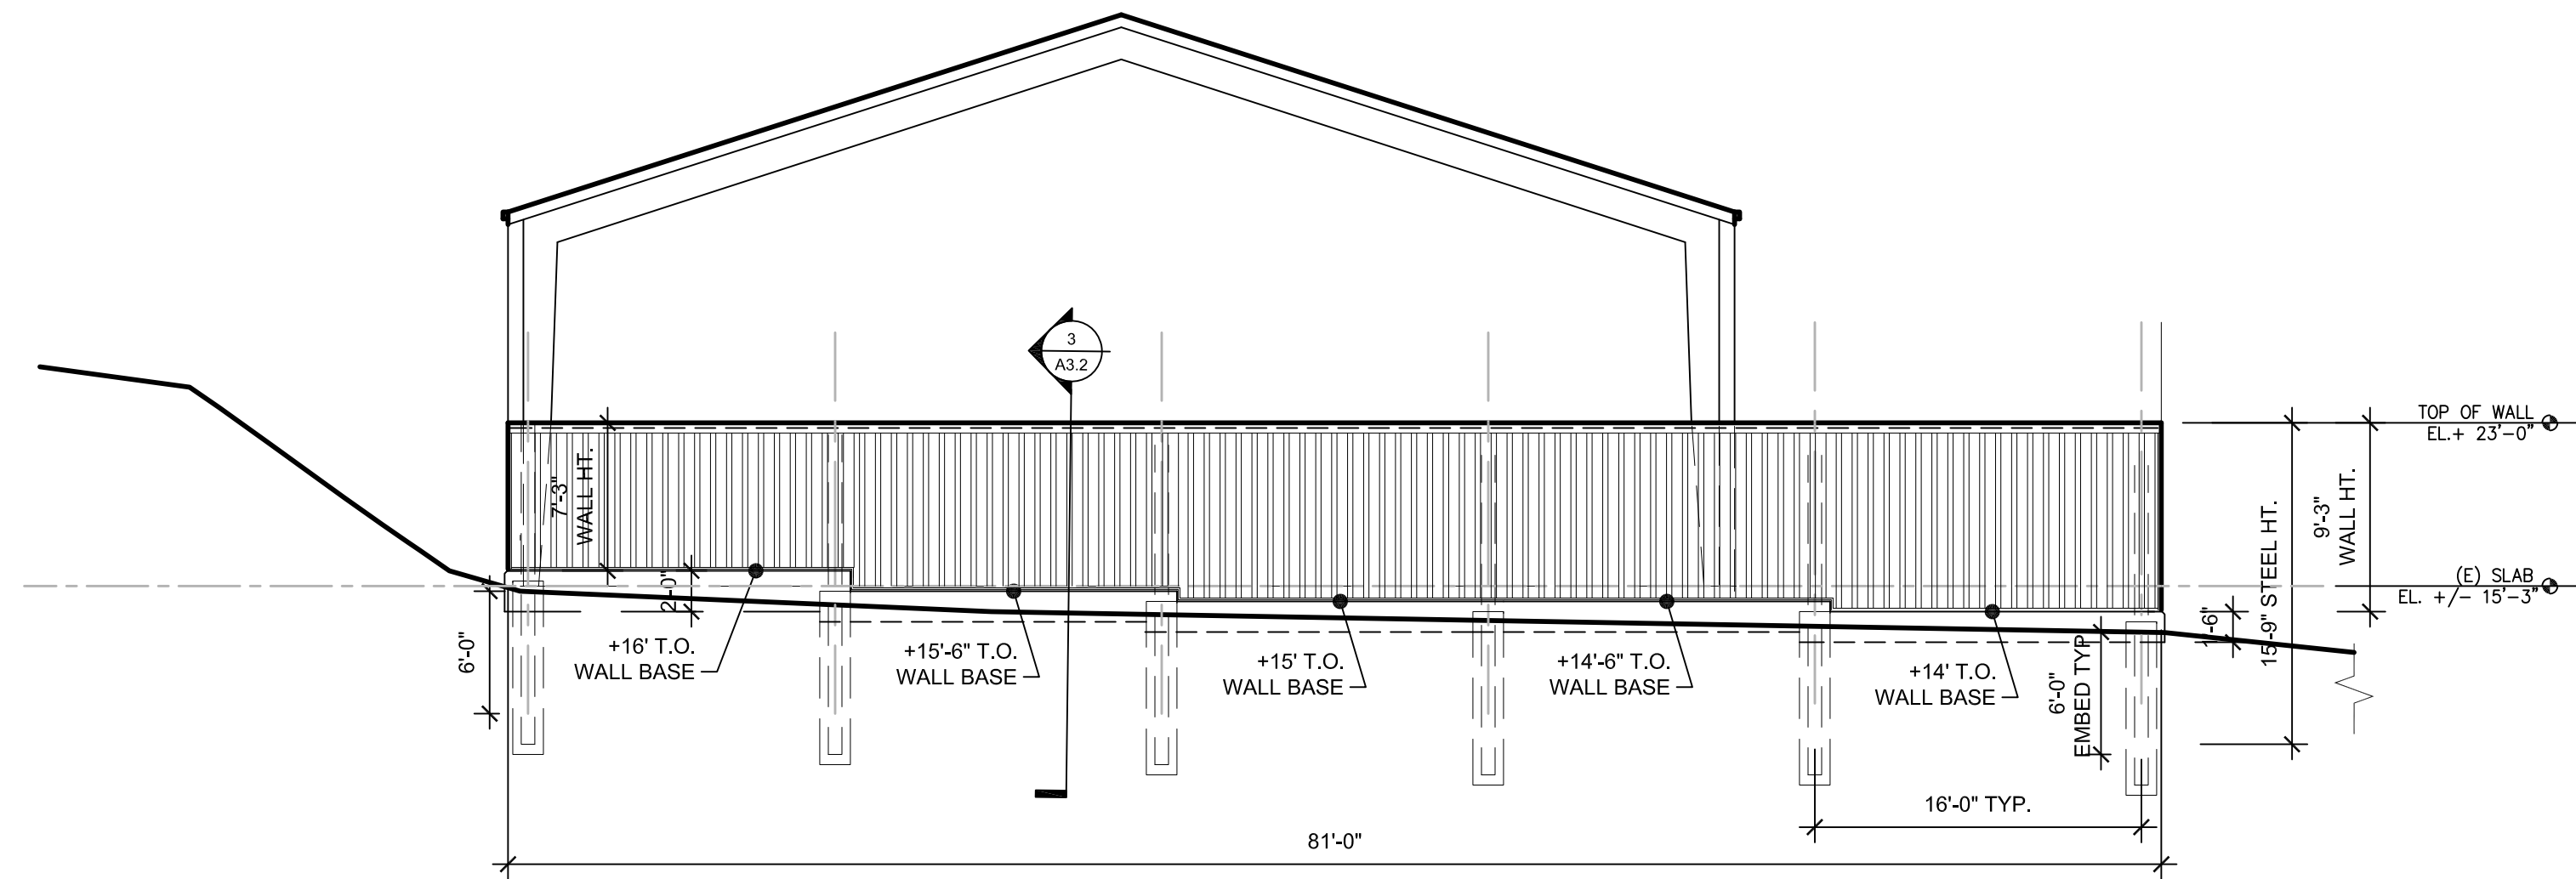 3
A3.2
TOP OF WALL
EL.+ 23'-0"
7'-3"
WALL HT.
15'-9" STEEL HT.
9'-3"
WALL HT.
(E) SLAB
EL. +/- 15'-3"
2'-0"
1'-6"
6'-0"
+16' T.O.
WALL BASE
+15'-6" T.O.
WALL BASE
+15' T.O.
WALL BASE
+14'-6" T.O.
WALL BASE
+14' T.O.
WALL BASE
6'-0"
EMBED TYP
16'-0" TYP.
81'-0"